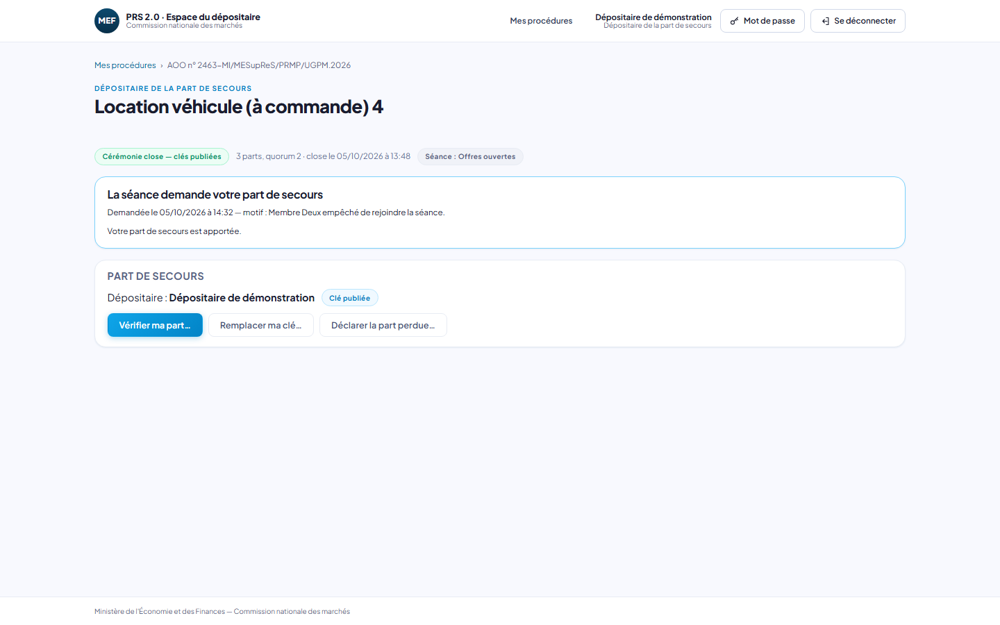 MEF
PRS 2.0 · Espace du dépositaire
Commission nationale des marchés
Mes procédures
Dépositaire de démonstration
Dépositaire de la part de secours
Mot de passe
Se déconnecter
Mes procédures › AOO n° 2463-MI/MESupReS/PRMP/UGPM.2026
DÉPOSITAIRE DE LA PART DE SECOURS
Location véhicule (à commande) 4
Cérémonie close — clés publiées
3 parts, quorum 2 · close le 05/10/2026 à 13:48
Séance : Offres ouvertes
La séance demande votre part de secours
Demandée le 05/10/2026 à 14:32 — motif : Membre Deux empêché de rejoindre la séance.
Votre part de secours est apportée.
PART DE SECOURS
Dépositaire : Dépositaire de démonstration
Clé publiée
Vérifier ma part…
Remplacer ma clé…
Déclarer la part perdue…
Ministère de l'Économie et des Finances — Commission nationale des marchés